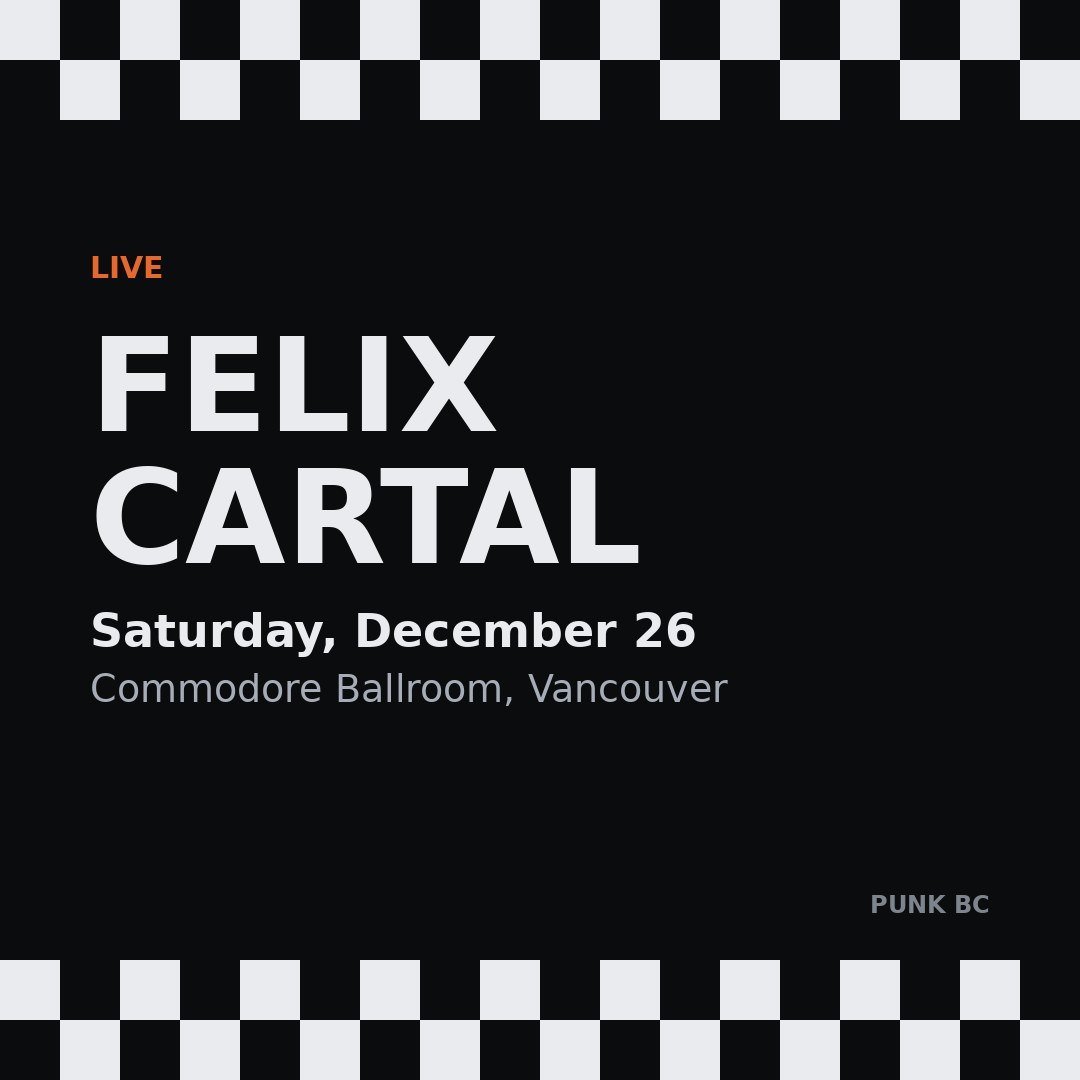 LIVE
FELIX
CARTAL
Saturday, December 26
Commodore Ballroom, Vancouver
PUNK BC